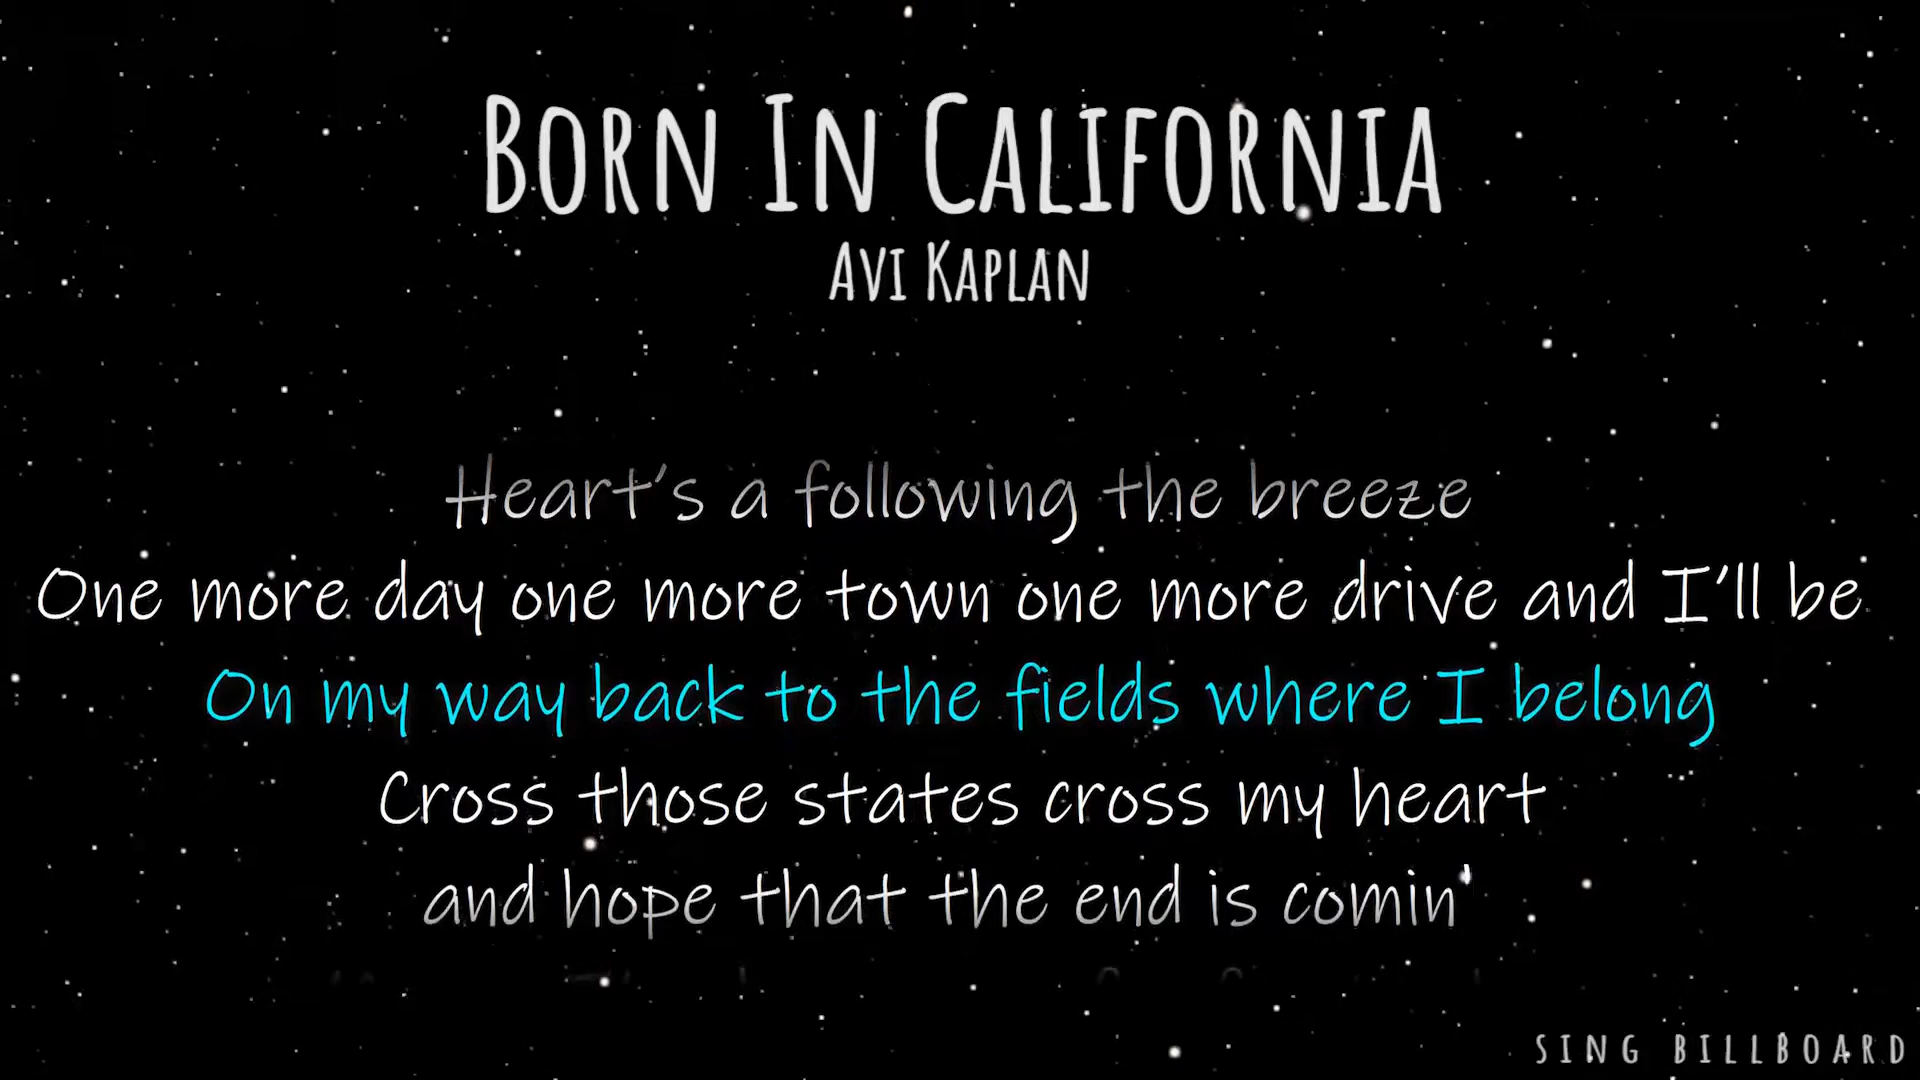 Born In California
Avi Kaplan
Heart's a following the breeze
One more day one more town one more drive and I'll be
On my way back to the fields where I belong
Cross those states cross my heart
and hope that the end is comin'
SING BILLBOARD